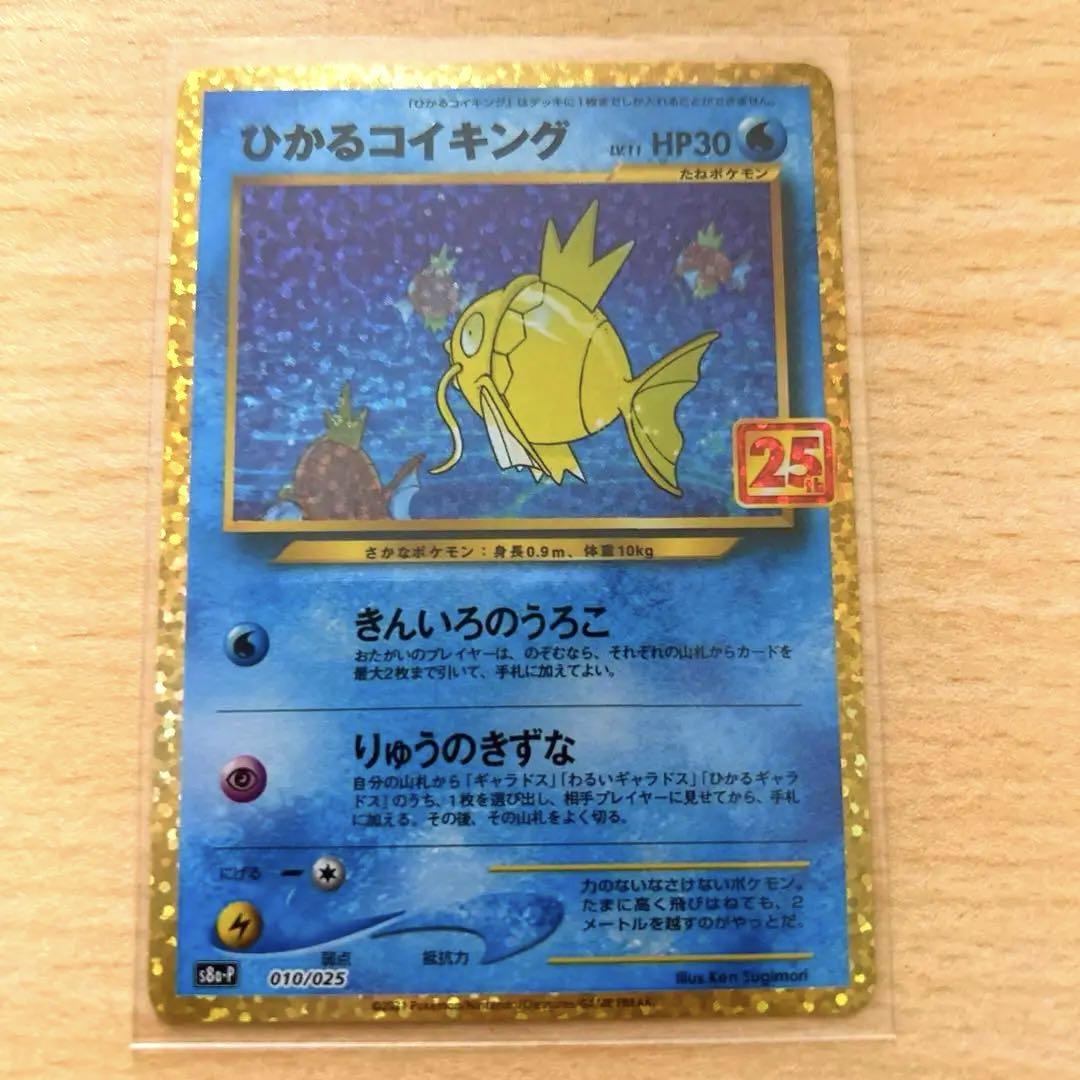 「ひかるコイキング」はデッキに1枚までしか入れることができません。
ひかるコイキング LV.11 HP30
たねポケモン
25th
さかなポケモン：身長0.9m、体重10kg
きんいろのうろこ
おたがいのプレイヤーは、のぞむなら、それぞれの山札からカードを
最大2枚まで引いて、手札に加えてよい。
りゅうのきずな
自分の山札から「ギャラドス」「わるいギャラドス」「ひかるギャラ
ドス」のうち、1枚を選び出し、相手プレイヤーに見せてから、手札
に加える。その後、その山札をよく切る。
にげる
力のないなさけないポケモン。
たまに高く飛びはねても、2
メートルを越すのがやっとだ。
弱点 抵抗力
s8a-P 010/025
Illus. Ken Sugimori
©2021 Pokémon/Nintendo/Creatures/GAME FREAK.